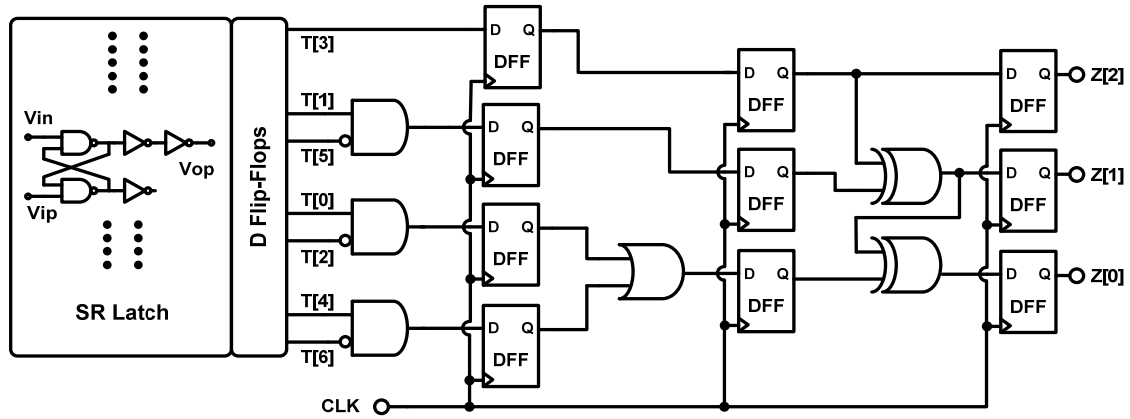 T[3]
D Q
DFF
D Q
DFF
D Q
DFF
Z[2]
Vin
Vip
Vop
SR Latch
D Flip-Flops
T[1]
T[5]
D Q
DFF
D Q
DFF
D Q
DFF
Z[1]
T[0]
T[2]
D Q
DFF
D Q
DFF
D Q
DFF
Z[0]
T[4]
T[6]
D Q
DFF
CLK